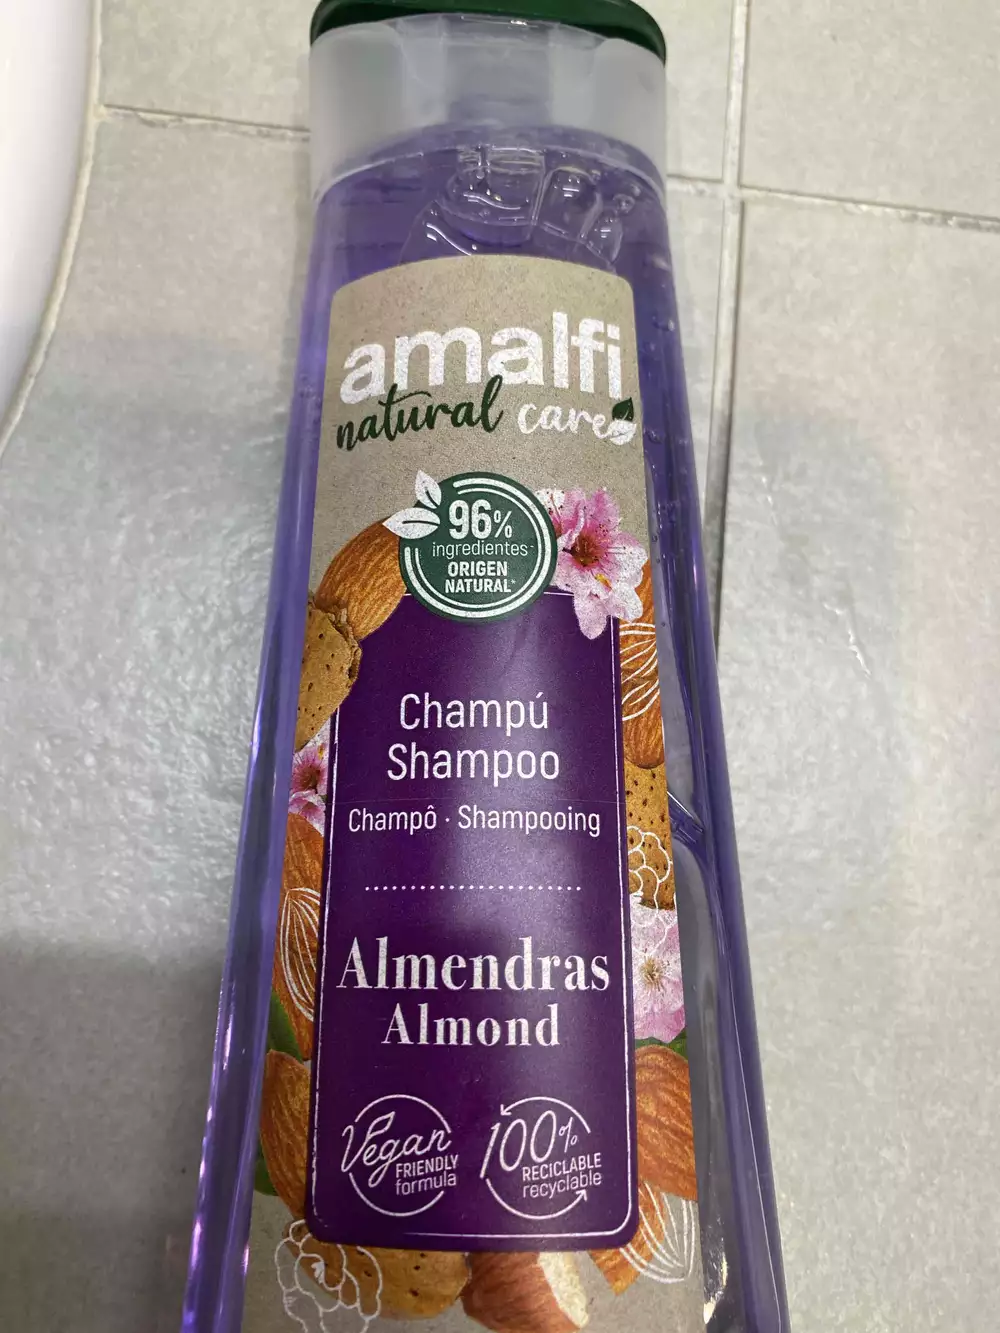 amalfi
natural care
96%
ingredientes
ORIGEN
NATURAL*
Champú
Shampoo
Champô · Shampooing
Almendras
Almond
Vegan
FRIENDLY
formula
100%
RECICLABLE
recyclable